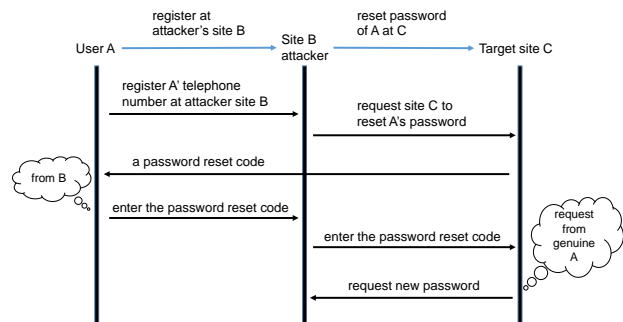 register at
attacker's site B
reset password
of A at C
User A
Site B
attacker
Target site C
register A' telephone
number at attacker site B
request site C to
reset A's password
a password reset code
from B
enter the password reset code
request
from
genuine
A
enter the password reset code
request new password